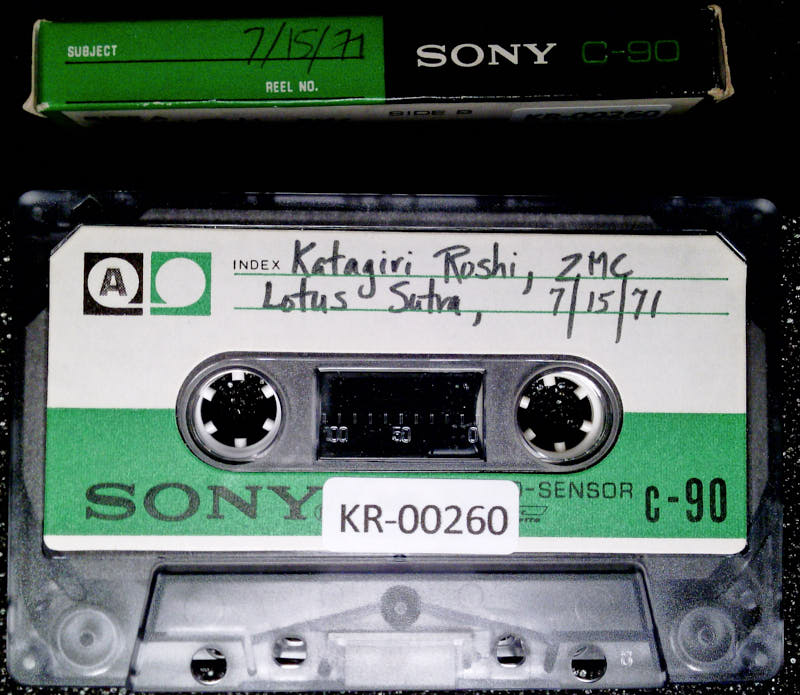 SUBJECT 7/15/71
REEL NO.
SONY C-90
SIDE B
KR-00260
A
INDEX Katagiri Roshi, ZMC
Lotus Sutra, 7/15/71
100 50 0
SONY
-SENSOR C-90
KR-00260